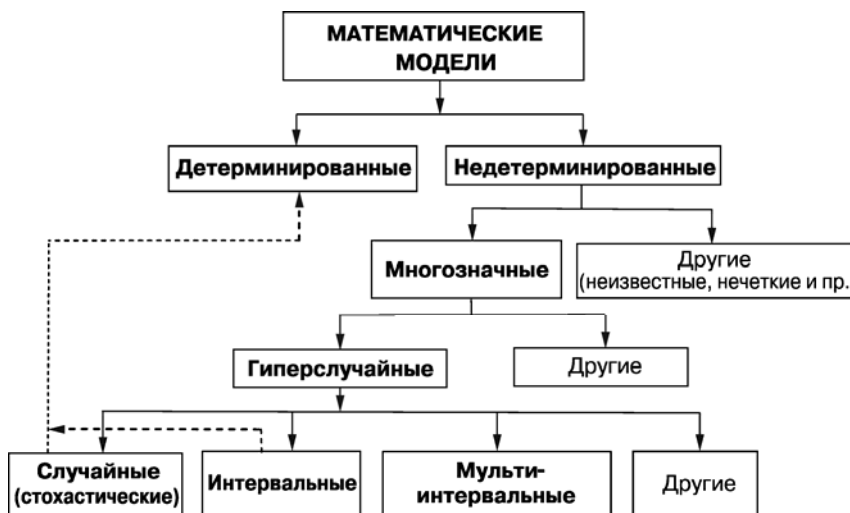 МАТЕМАТИЧЕСКИЕ
МОДЕЛИ
Детерминированные
Недетерминированные
Многозначные
Другие
(неизвестные, нечеткие и пр.
Гиперслучайные
Другие
Случайные
(стохастические)
Интервальные
Мульти-
интервальные
Другие